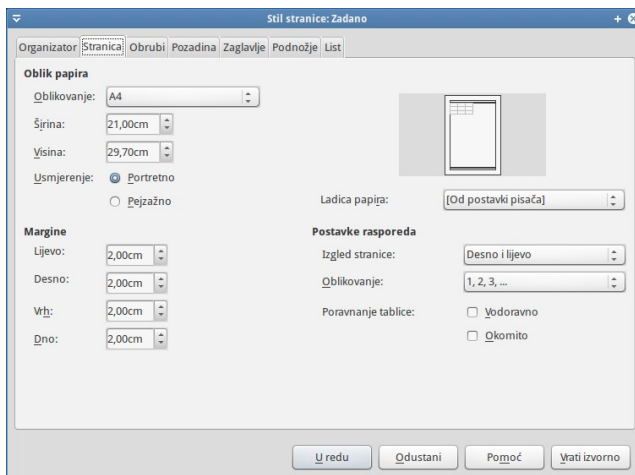 Stil stranice: Zadano
Organizator Stranica Obrubi Pozadina Zaglavlje Podnožje List
Oblik papira
Oblikovanje: A4
Širina: 21,00cm
Visina: 29,70cm
Usmjerenje: Portretno
Pejzažno
Ladica papira: [Od postavki pisača]
Margine
Lijevo: 2,00cm
Desno: 2,00cm
Vrh: 2,00cm
Dno: 2,00cm
Postavke rasporeda
Izgled stranice: Desno i lijevo
Oblikovanje: 1, 2, 3, ...
Poravnanje tablice: Vodoravno
Okomito
U redu Odustani Pomoć Vrati izvorno